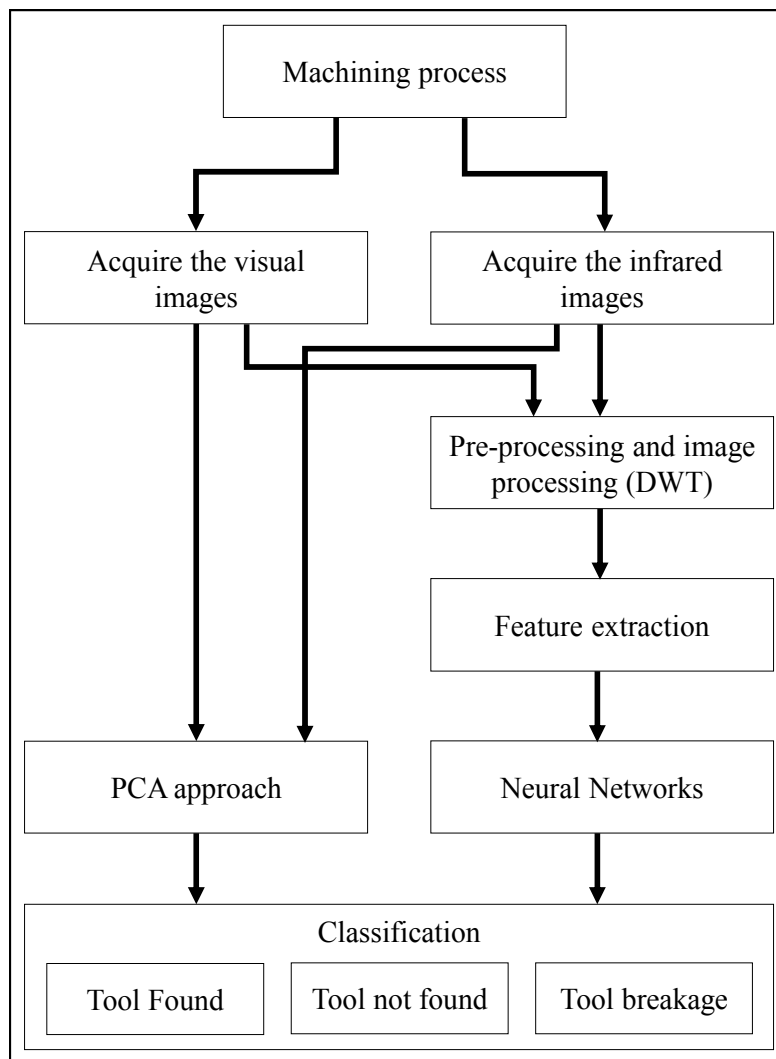 Machining process
Acquire the visual
images
Acquire the infrared
images
Pre-processing and image
processing (DWT)
Feature extraction
PCA approach
Neural Networks
Classification
Tool Found
Tool not found
Tool breakage